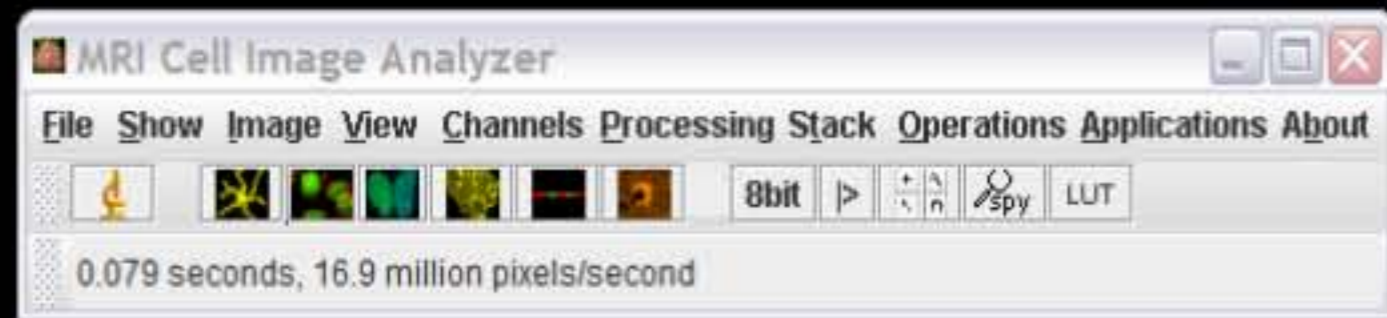 MRI Cell Image Analyzer
File Show Image View Channels Processing Stack Operations Applications About
8bit |> spy LUT
0.079 seconds, 16.9 million pixels/second